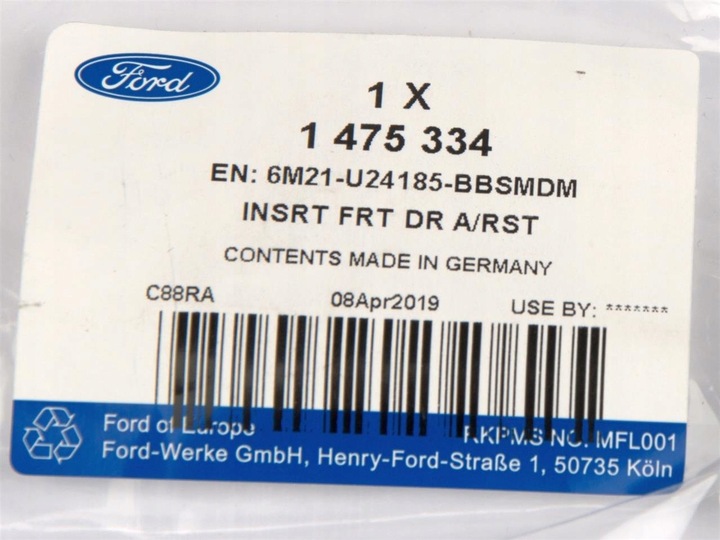 Ford
1 X
1 475 334
EN: 6M21-U24185-BBSMDM
INSRT FRT DR A/RST
CONTENTS MADE IN GERMANY
C88RA 08Apr2019 USE BY: *******
Ford of Europe RKPMS NO. MFL001
Ford-Werke GmbH, Henry-Ford-Straße 1, 50735 Köln